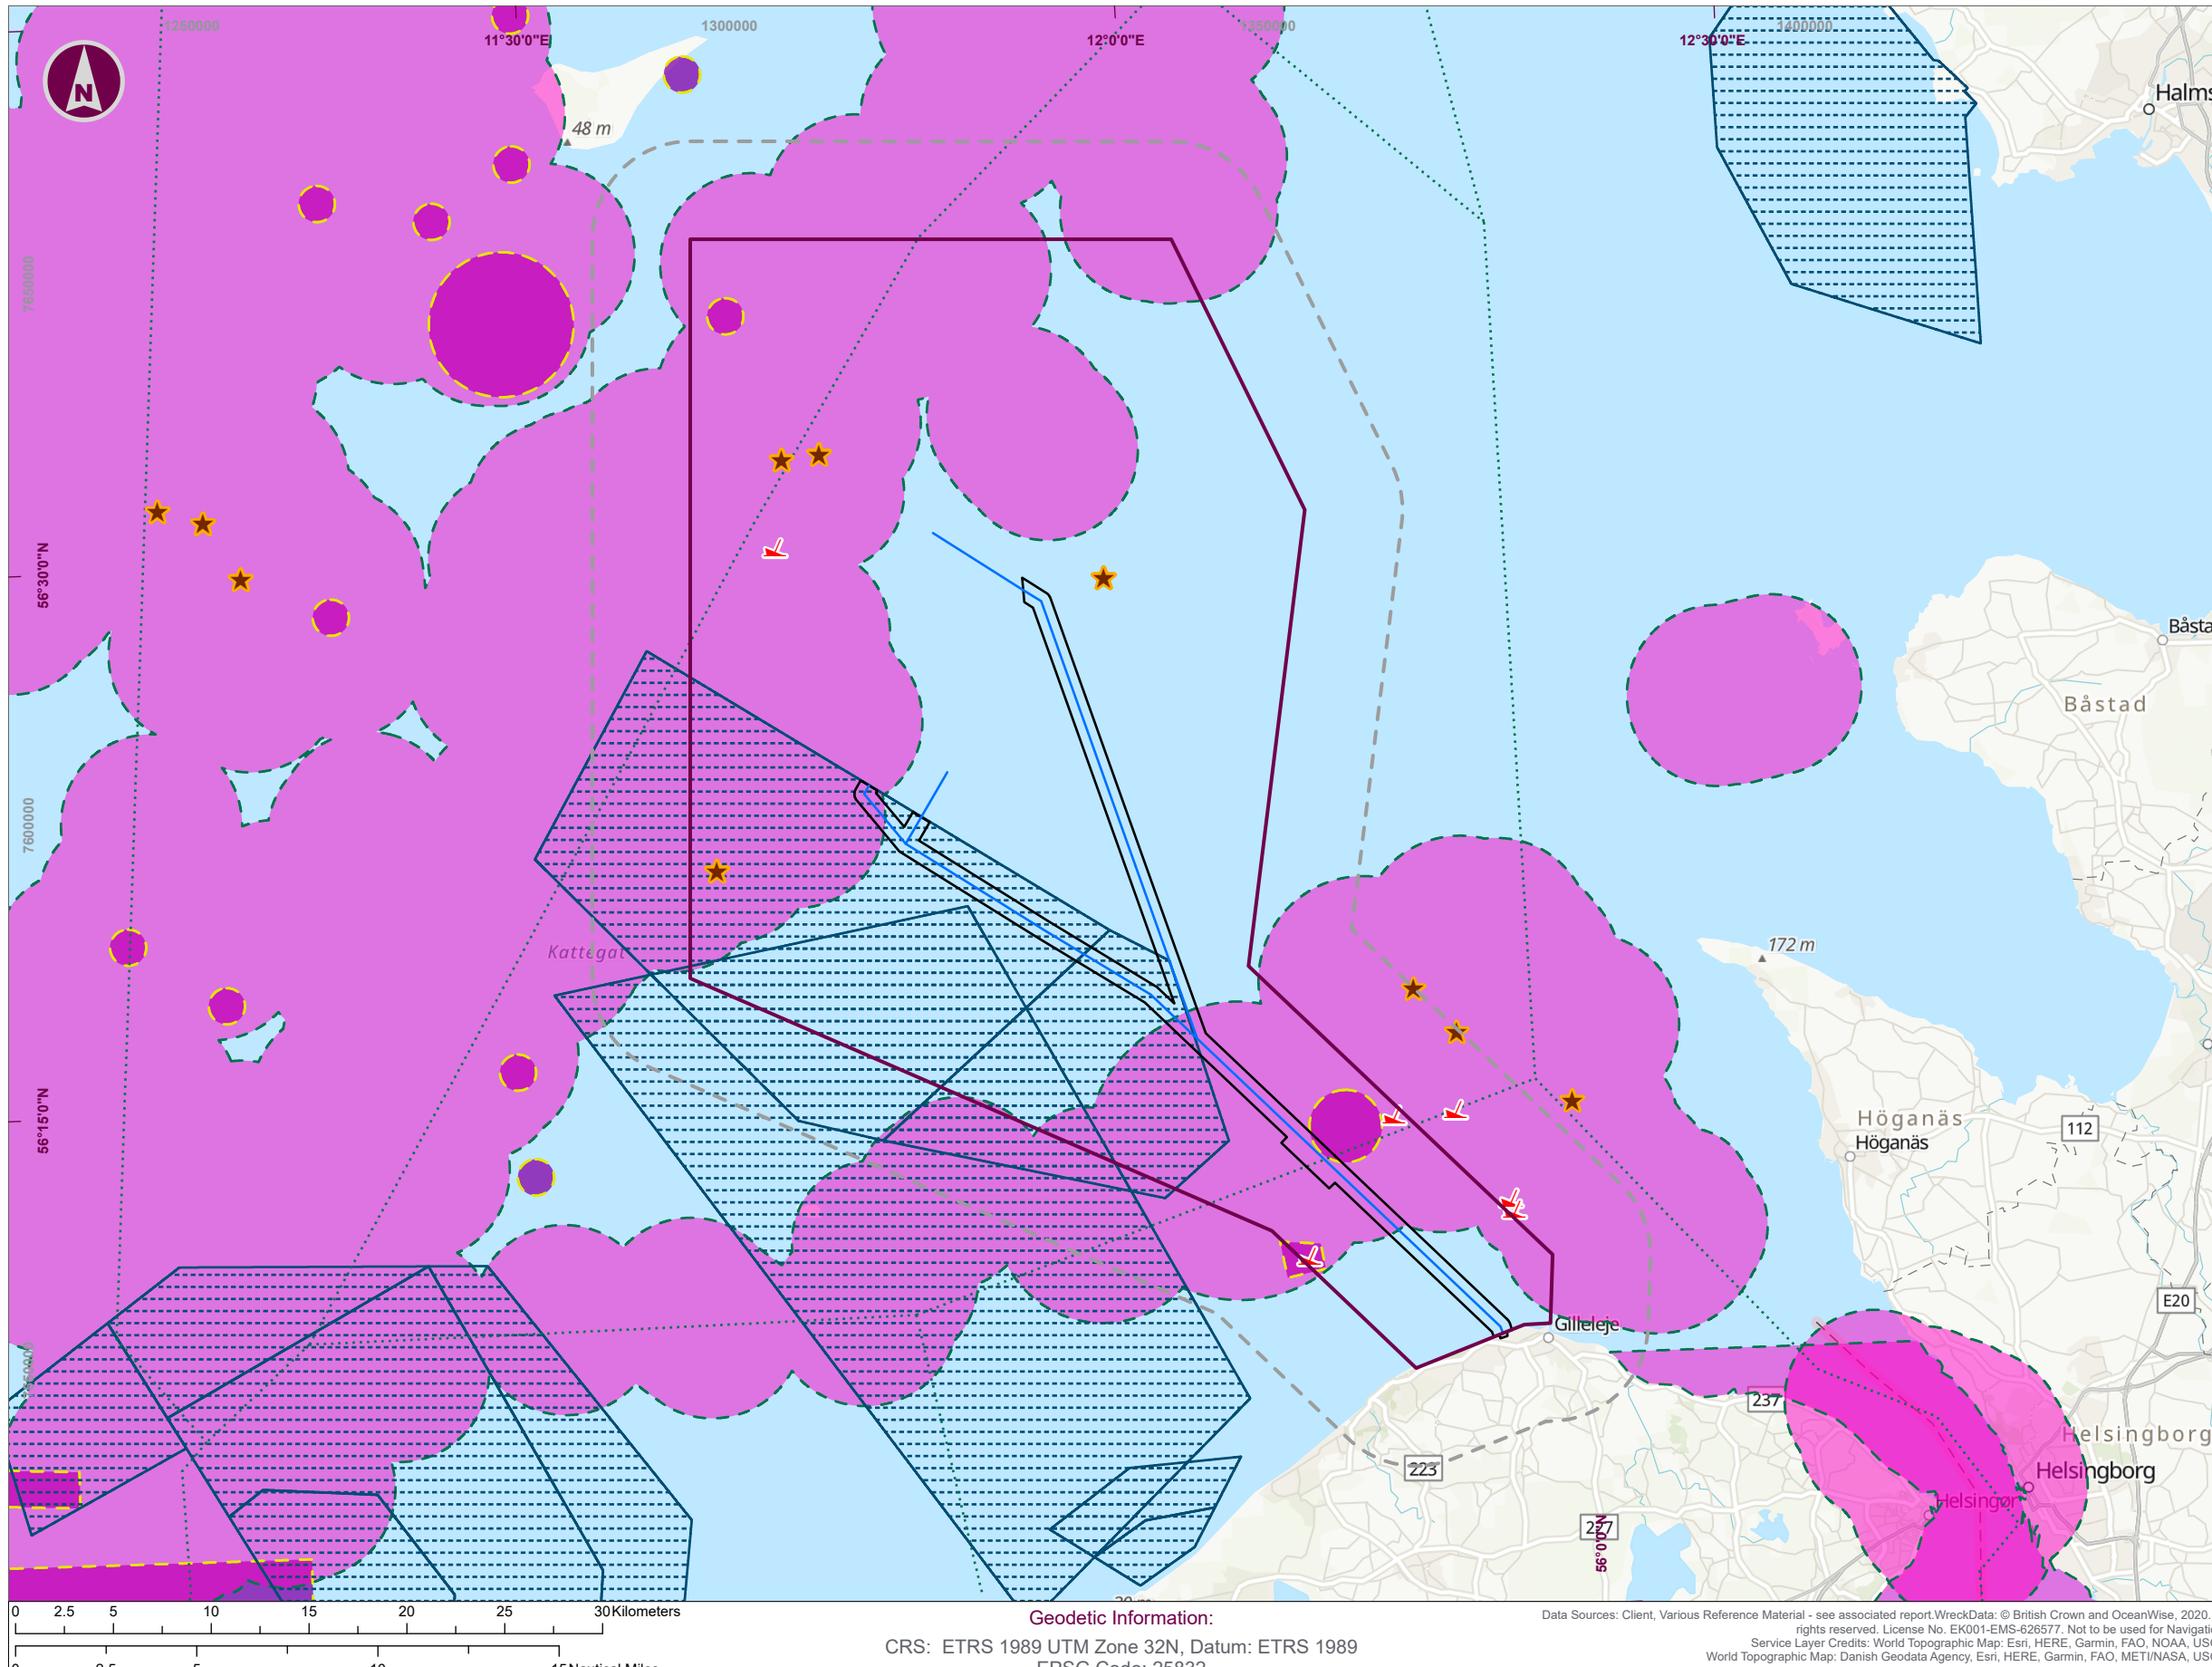 1250000
1300000
1350000
1400000
11°30'0"E
12°0'0"E
12°30'0"E
N
Halms
48 m
7650000
56°30'0"N
Båsta
Båstad
7600000
Kattegat
172 m
Höganäs
Höganäs
112
56°15'0"N
E20
Gilleleje
237
Helsingborg
Helsingborg
223
Helsingør
227
56°0'0"N
0 2.5 5 10 15 20 25 30 Kilometers
Geodetic Information:
CRS: ETRS 1989 UTM Zone 32N, Datum: ETRS 1989
EPSG Code: 25832
Data Sources: Client, Various Reference Material - see associated report.WreckData: © British Crown and OceanWise, 2020.
rights reserved. License No. EK001-EMS-626577. Not to be used for Navigatio
Service Layer Credits: World Topographic Map: Esri, HERE, Garmin, FAO, NOAA, USG
World Topographic Map: Danish Geodata Agency, Esri, HERE, Garmin, FAO, METI/NASA, USG